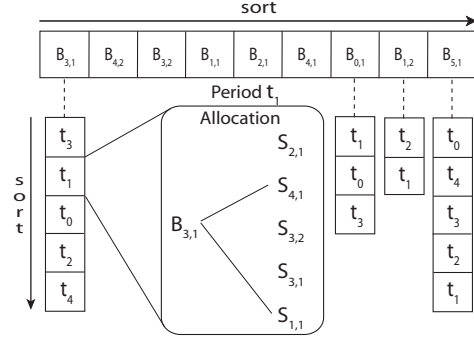 sort
B3,1 B4,2 B3,2 B1,1 B2,1 B4,1 B0,1 B1,2 B5,1
Period t1
Allocation
sort
t3
t1
t0
t2
t4
B3,1
S2,1
S4,1
S3,2
S3,1
S1,1
t1
t0
t3
t2
t1
t0
t4
t3
t2
t1